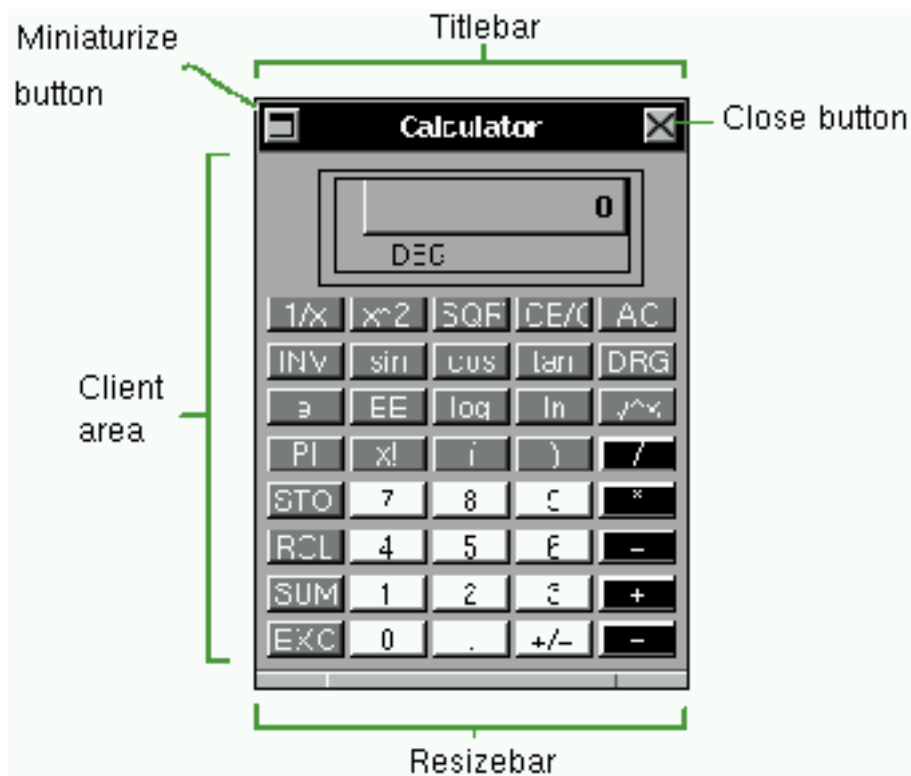 Titlebar
Miniaturize
button
Close button
Calculator
0
DEG
1/x x^2 SQR CE/C AC
INV sin cos tan DRG
EE log ln
PI x! ) /
STO 7 8 *
RCL 4 5 6 -
SUM 1 2 3 +
EXC 0 . +/- -
Client
area
Resizebar